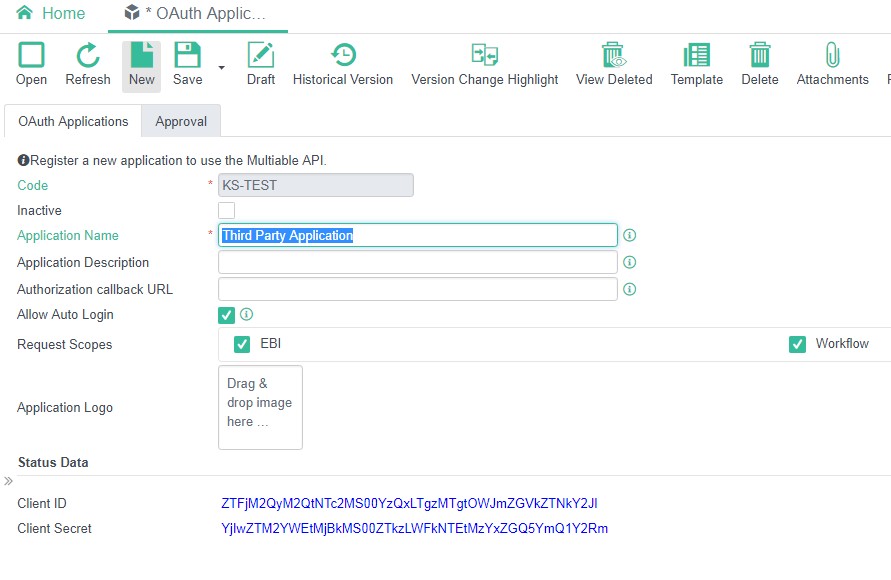 Home
* OAuth Applic...
Open Refresh New Save Draft Historical Version Version Change Highlight View Deleted Template Delete Attachments
OAuth Applications Approval
Register a new application to use the Multiable API.
Code * KS-TEST
Inactive
Application Name * Third Party Application
Application Description
Authorization callback URL
Allow Auto Login
Request Scopes EBI Workflow
Application Logo
Drag &
drop image
here ...
Status Data
Client ID ZTFjM2QyM2QtNTc2MS00YzQxLTgzMTgtOWJmZGVkZTNkY2Jl
Client Secret YjIwZTM2YWEtMjBkMS00ZTkzLWFkNTEtMzYxZGQ5YmQ1Y2Rm